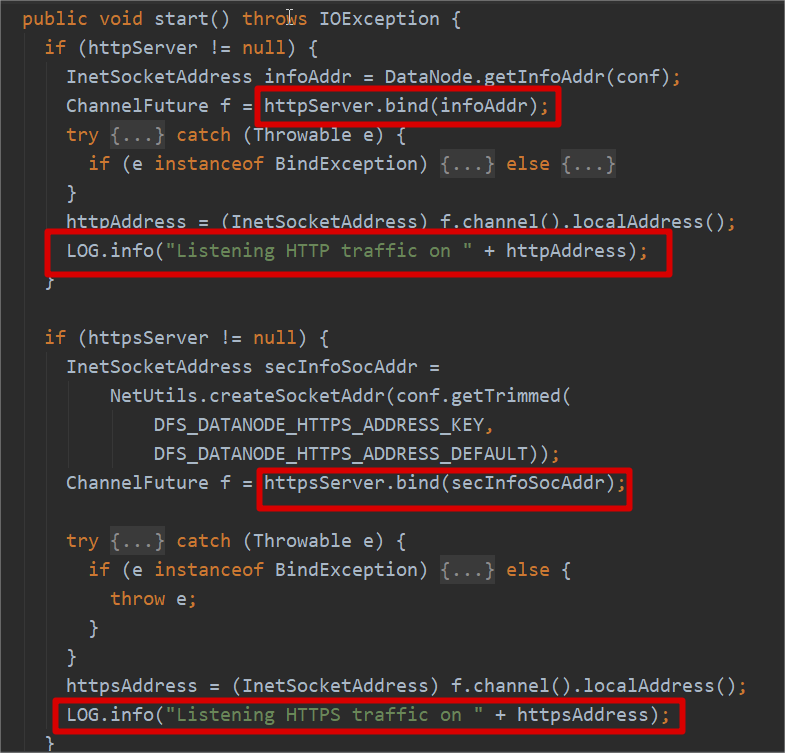 public void start() throws IOException {
if (httpServer != null) {
InetSocketAddress infoAddr = DataNode.getInfoAddr(conf);
ChannelFuture f = httpServer.bind(infoAddr);
try {...} catch (Throwable e) {
if (e instanceof BindException) {...} else {...}
}
httpAddress = (InetSocketAddress) f.channel().localAddress();
LOG.info("Listening HTTP traffic on " + httpAddress);
}
if (httpsServer != null) {
InetSocketAddress secInfoSocAddr =
NetUtils.createSocketAddr(conf.getTrimmed(
DFS_DATANODE_HTTPS_ADDRESS_KEY,
DFS_DATANODE_HTTPS_ADDRESS_DEFAULT));
ChannelFuture f = httpsServer.bind(secInfoSocAddr);
try {...} catch (Throwable e) {
if (e instanceof BindException) {...} else {
throw e;
}
}
httpsAddress = (InetSocketAddress) f.channel().localAddress();
LOG.info("Listening HTTPS traffic on " + httpsAddress);
}